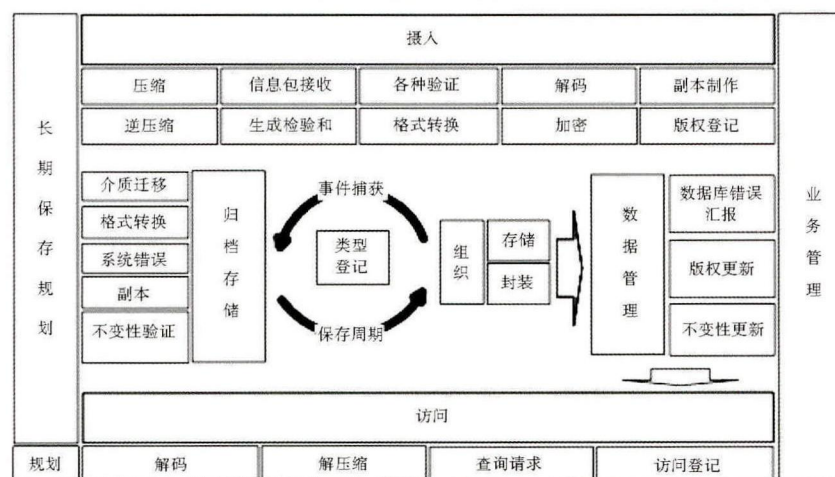 摄入
压缩 信息包接收 各种验证 解码 副本制作
逆压缩 生成检验和 格式转换 加密 版权登记
长期保存规划
业务管理
介质迁移
格式转换
系统错误
副本
不变性验证
归档存储
事件捕获
类型
登记
保存周期
组织
存储
封装
数据管理
数据库错误
汇报
版权更新
不变性更新
访问
规划 解码 解压缩 查询请求 访问登记